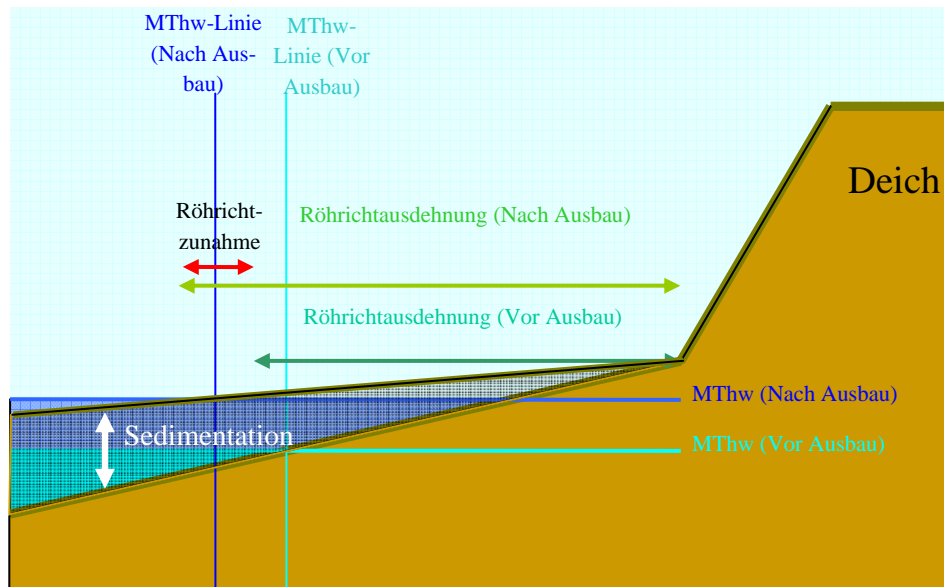 MThw-Linie
(Nach Aus-
bau)
MThw-
Linie (Vor
Ausbau)
Deich
Röhricht-
zunahme
Röhrichtausdehnung (Nach Ausbau)
Röhrichtausdehnung (Vor Ausbau)
MThw (Nach Ausbau)
Sedimentation
MThw (Vor Ausbau)